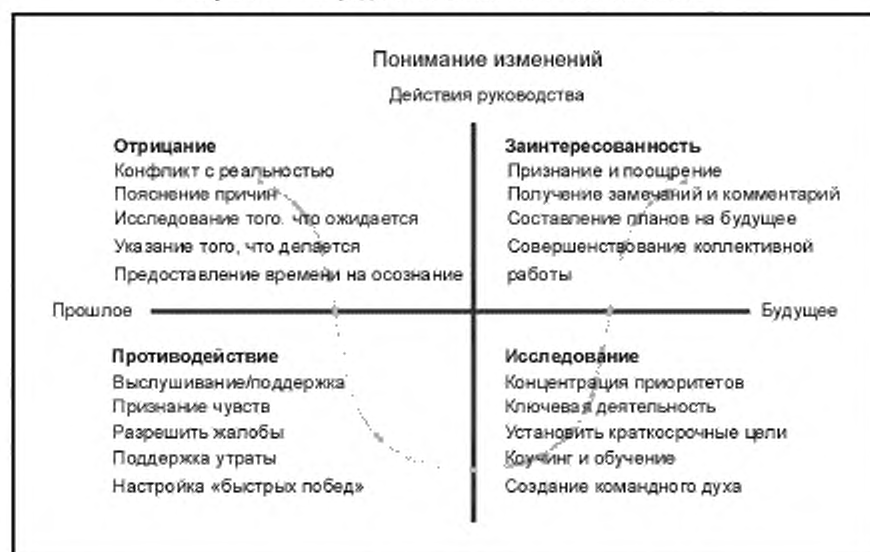 Понимание изменений
Действия руководства
Отрицание
Конфликт с реальностью
Пояснение причин
Исследование того, что ожидается
Указание того, что делается
Предоставление времени на осознание
Заинтересованность
Признание и поощрение
Получение замечаний и комментарий
Составление планов на будущее
Совершенствование коллективной
работы
Прошлое
Будущее
Противодействие
Выслушивание/поддержка
Признание чувств
Разрешить жалобы
Поддержка утраты
Настройка «быстрых побед»
Исследование
Концентрация приоритетов
Ключевая деятельность
Установить краткосрочные цели
Коучинг и обучение
Создание командного духа